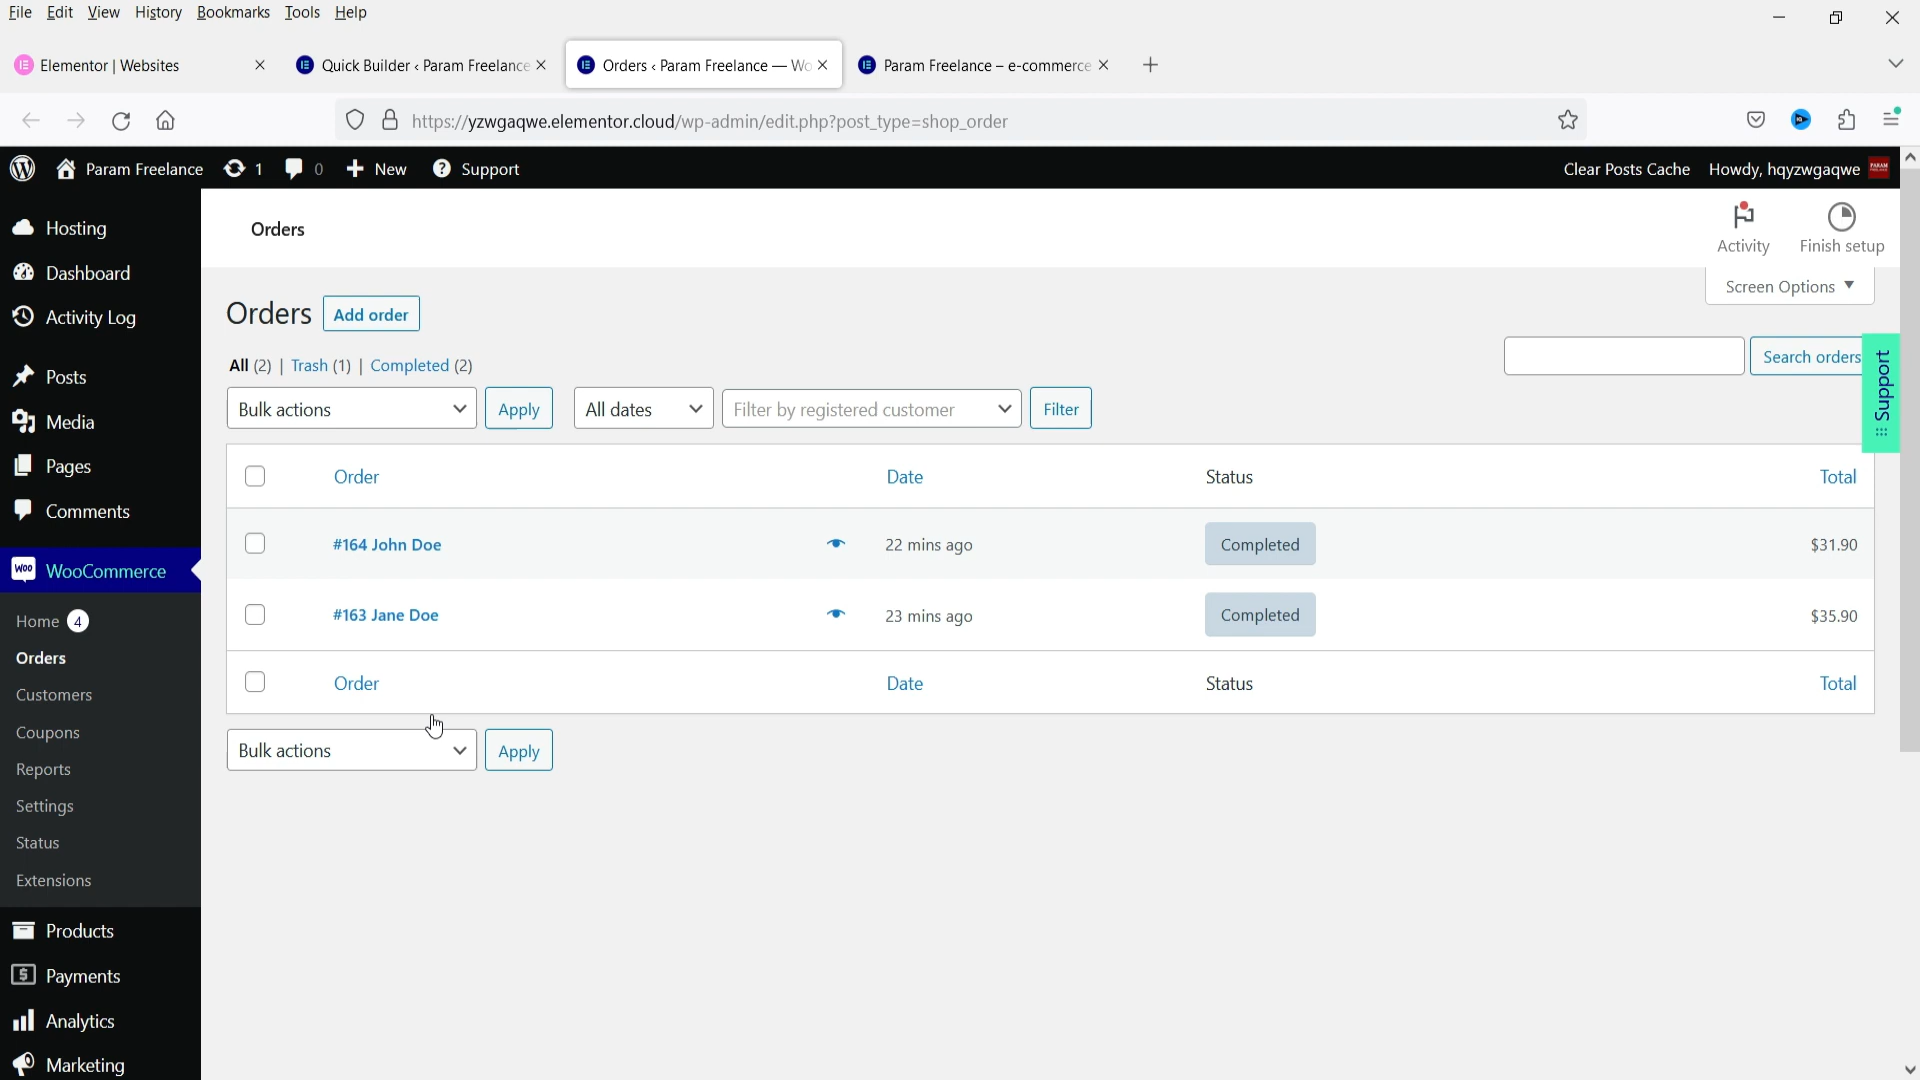 File Edit View History Bookmarks Tools Help
Elementor | Websites
Quick Builder ‹ Param Freelance
Orders ‹ Param Freelance — Wo
Param Freelance – e-commerce
https://yzwgaqwe.elementor.cloud/wp-admin/edit.php?post_type=shop_order
Param Freelance 1 0 + New Support
Clear Posts Cache Howdy, hqyzwgaqwe
Hosting
Dashboard
Activity Log
Posts
Media
Pages
Comments
WooCommerce
Home 4
Orders
Customers
Coupons
Reports
Settings
Status
Extensions
Products
Payments
Analytics
Marketing
Orders
Activity
Finish setup
Screen Options
Orders Add order
All (2) | Trash (1) | Completed (2)
Search orders
Support
Bulk actions Apply All dates Filter by registered customer Filter
Order Date Status Total
#164 John Doe 22 mins ago Completed $31.90
#163 Jane Doe 23 mins ago Completed $35.90
Order Date Status Total
Bulk actions Apply